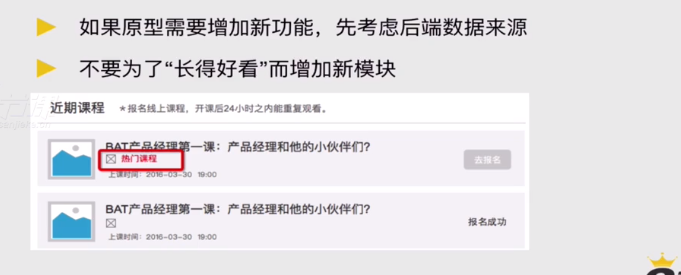 如果原型需要增加新功能，先考虑后端数据来源
不要为了“长得好看”而增加新模块
近期课程 ★报名线上课程，开课后24小时之内能重复观看。
BAT产品经理第一课：产品经理和他的小伙伴们?
热门课程
去报名
上课时间：2016-03-30 19:00
BAT产品经理第一课：产品经理和他的小伙伴们?
报名成功
上课时间：2016-03-30 19:00